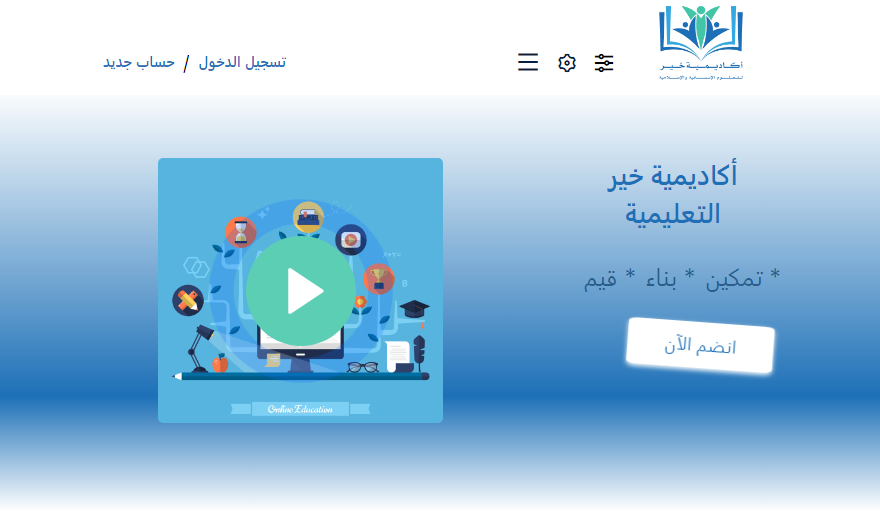 أكاديمية خير
للعلوم الإنسانية والإسلامية
تسجيل الدخول / حساب جديد
أكاديمية خير
التعليمية
* تمكين * بناء * قيم
انضم الآن
Online Education